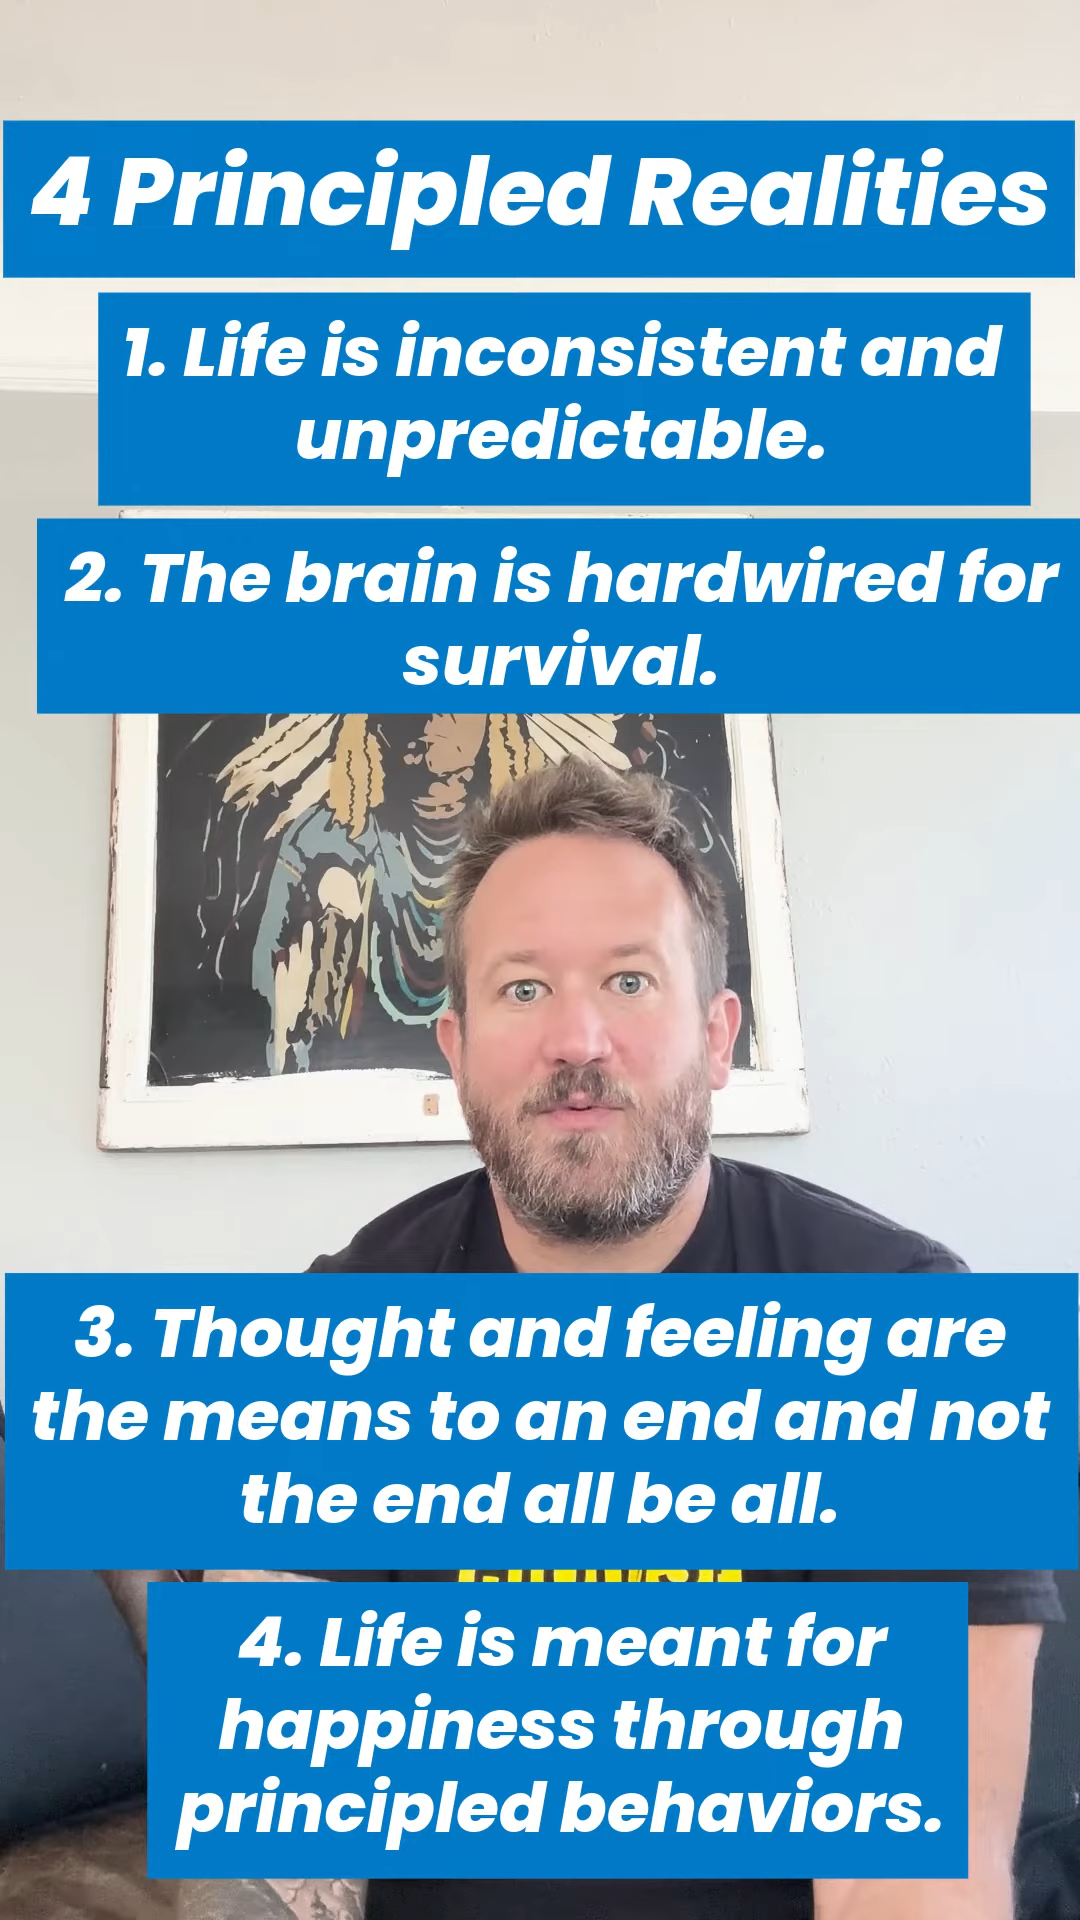 4 Principled Realities
1. Life is inconsistent and
unpredictable.
2. The brain is hardwired for
survival.
3. Thought and feeling are
the means to an end and not
the end all be all.
4. Life is meant for
happiness through
principled behaviors.